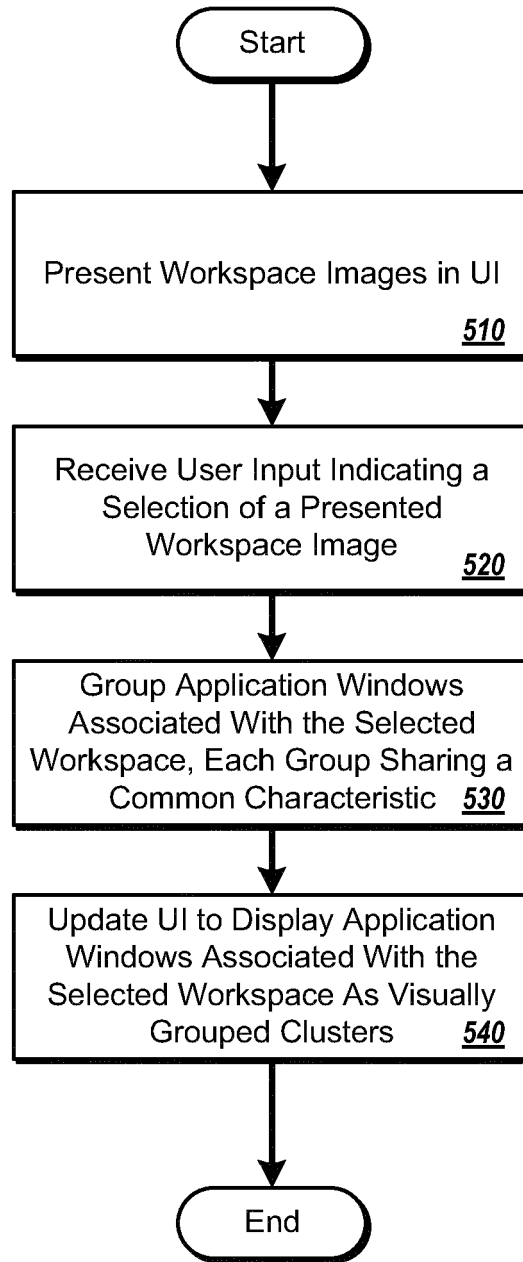 Start
Present Workspace Images in UI
510
Receive User Input Indicating a
Selection of a Presented
Workspace Image
520
Group Application Windows
Associated With the Selected
Workspace, Each Group Sharing a
Common Characteristic 530
Update UI to Display Application
Windows Associated With the
Selected Workspace As Visually
Grouped Clusters 540
End